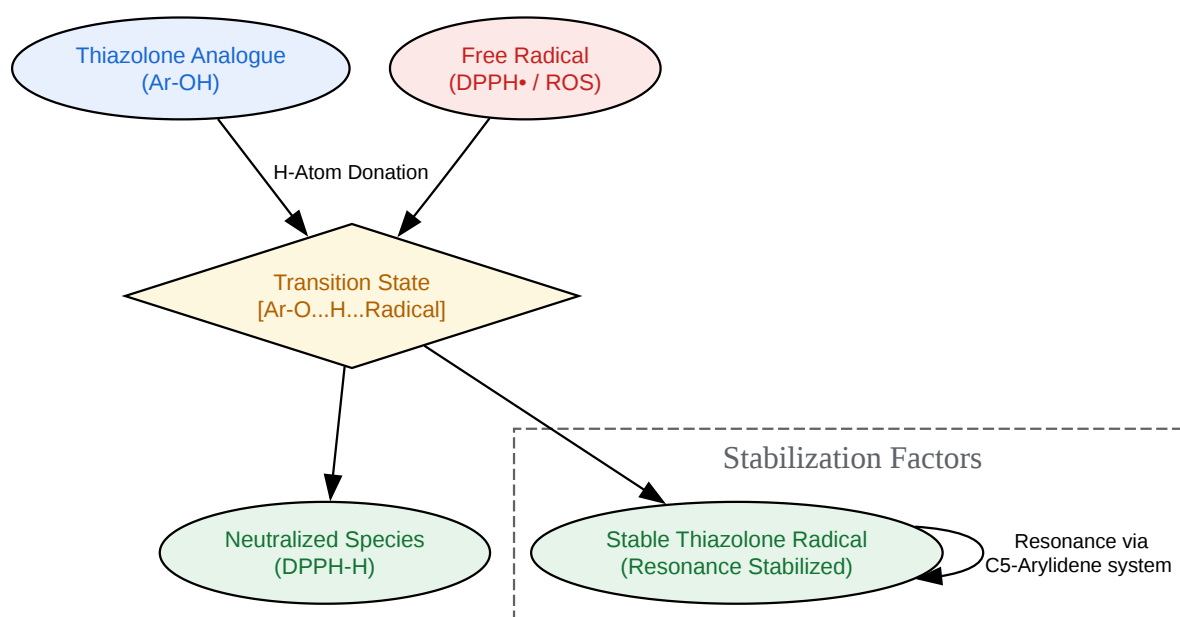 Thiazolone Analogue
(Ar-OH)
Free Radical
(DPPH• / ROS)
H-Atom Donation
Transition State
[Ar-O...H...Radical]
Stabilization Factors
Neutralized Species
(DPPH-H)
Stable Thiazolone Radical
(Resonance Stabilized)
Resonance via
C5-Arylidene system